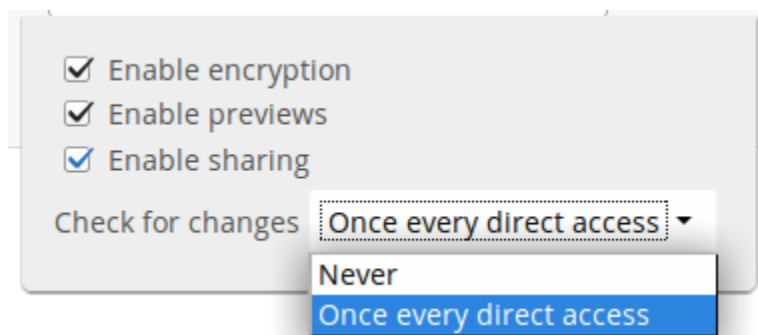 Enable encryption
Enable previews
Enable sharing
Check for changes Once every direct access
Never
Once every direct access